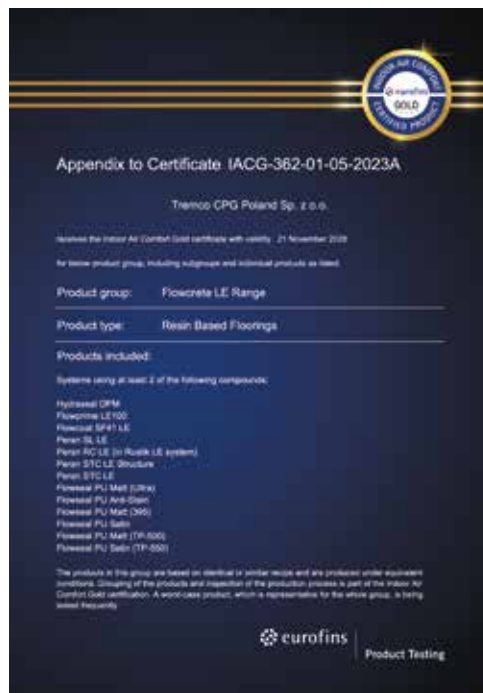 INDOOR AIR COMFORT
eurofins
GOLD
CERTIFIED PRODUCT
Appendix to Certificate IACG-362-01-05-2023A
Tremco CPG Poland Sp. z o.o.
receives the Indoor Air Comfort Gold certificate with validity : 21 November
for below product group, including subgroups and individual products as listed.
Product group: Flowcrete LE Range
Product type: Resin Based Floorings
Products included:
Systems using at least 2 of the following compounds:
Hydraseal DPM
Flowprime LE100
Flowcoat SF41 LE
Peran SL LE
Peran RC LE (in Rustik LE system)
Peran STC LE Structure
Peran STC LE
Flowseal PU Matt (Ultra)
Flowseal PU Anti-Stain
Flowseal PU Matt (395)
Flowseal PU Satin
Flowseal PU Matt (TP-500)
Flowseal PU Satin (TP-550)
The products in this group are based on identical or similar recipe and are produced under equivalent
conditions. Grouping of the products and inspection of the production process is part of the Indoor Air
Comfort Gold certification. A worst-case product, which is representative for the whole group, is being
tested frequently.
eurofins
Product Testing